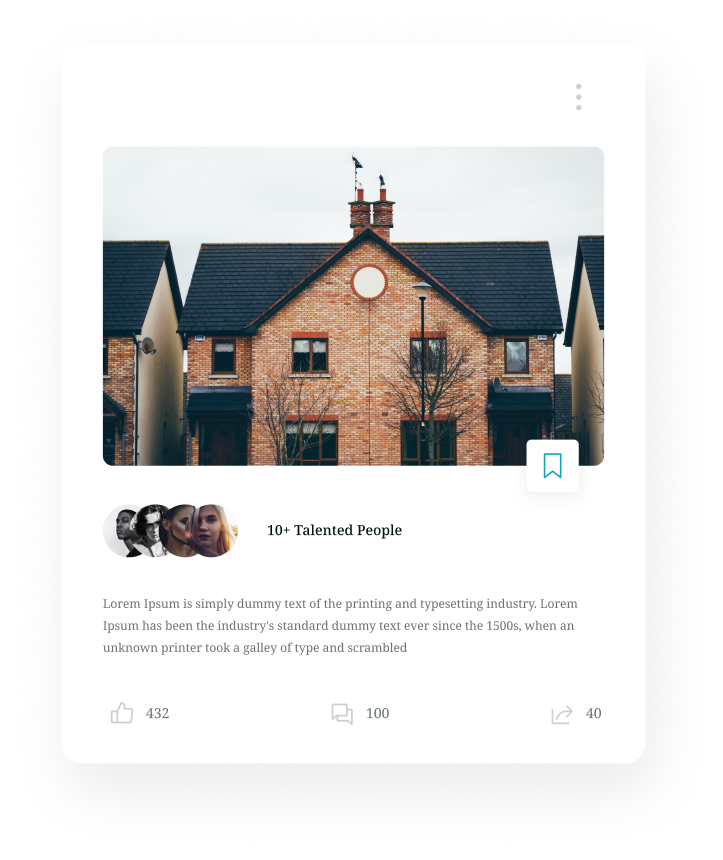 10+ Talented People
Lorem Ipsum is simply dummy text of the printing and typesetting industry. Lorem
Ipsum has been the industry's standard dummy text ever since the 1500s, when an
unknown printer took a galley of type and scrambled
432
100
40